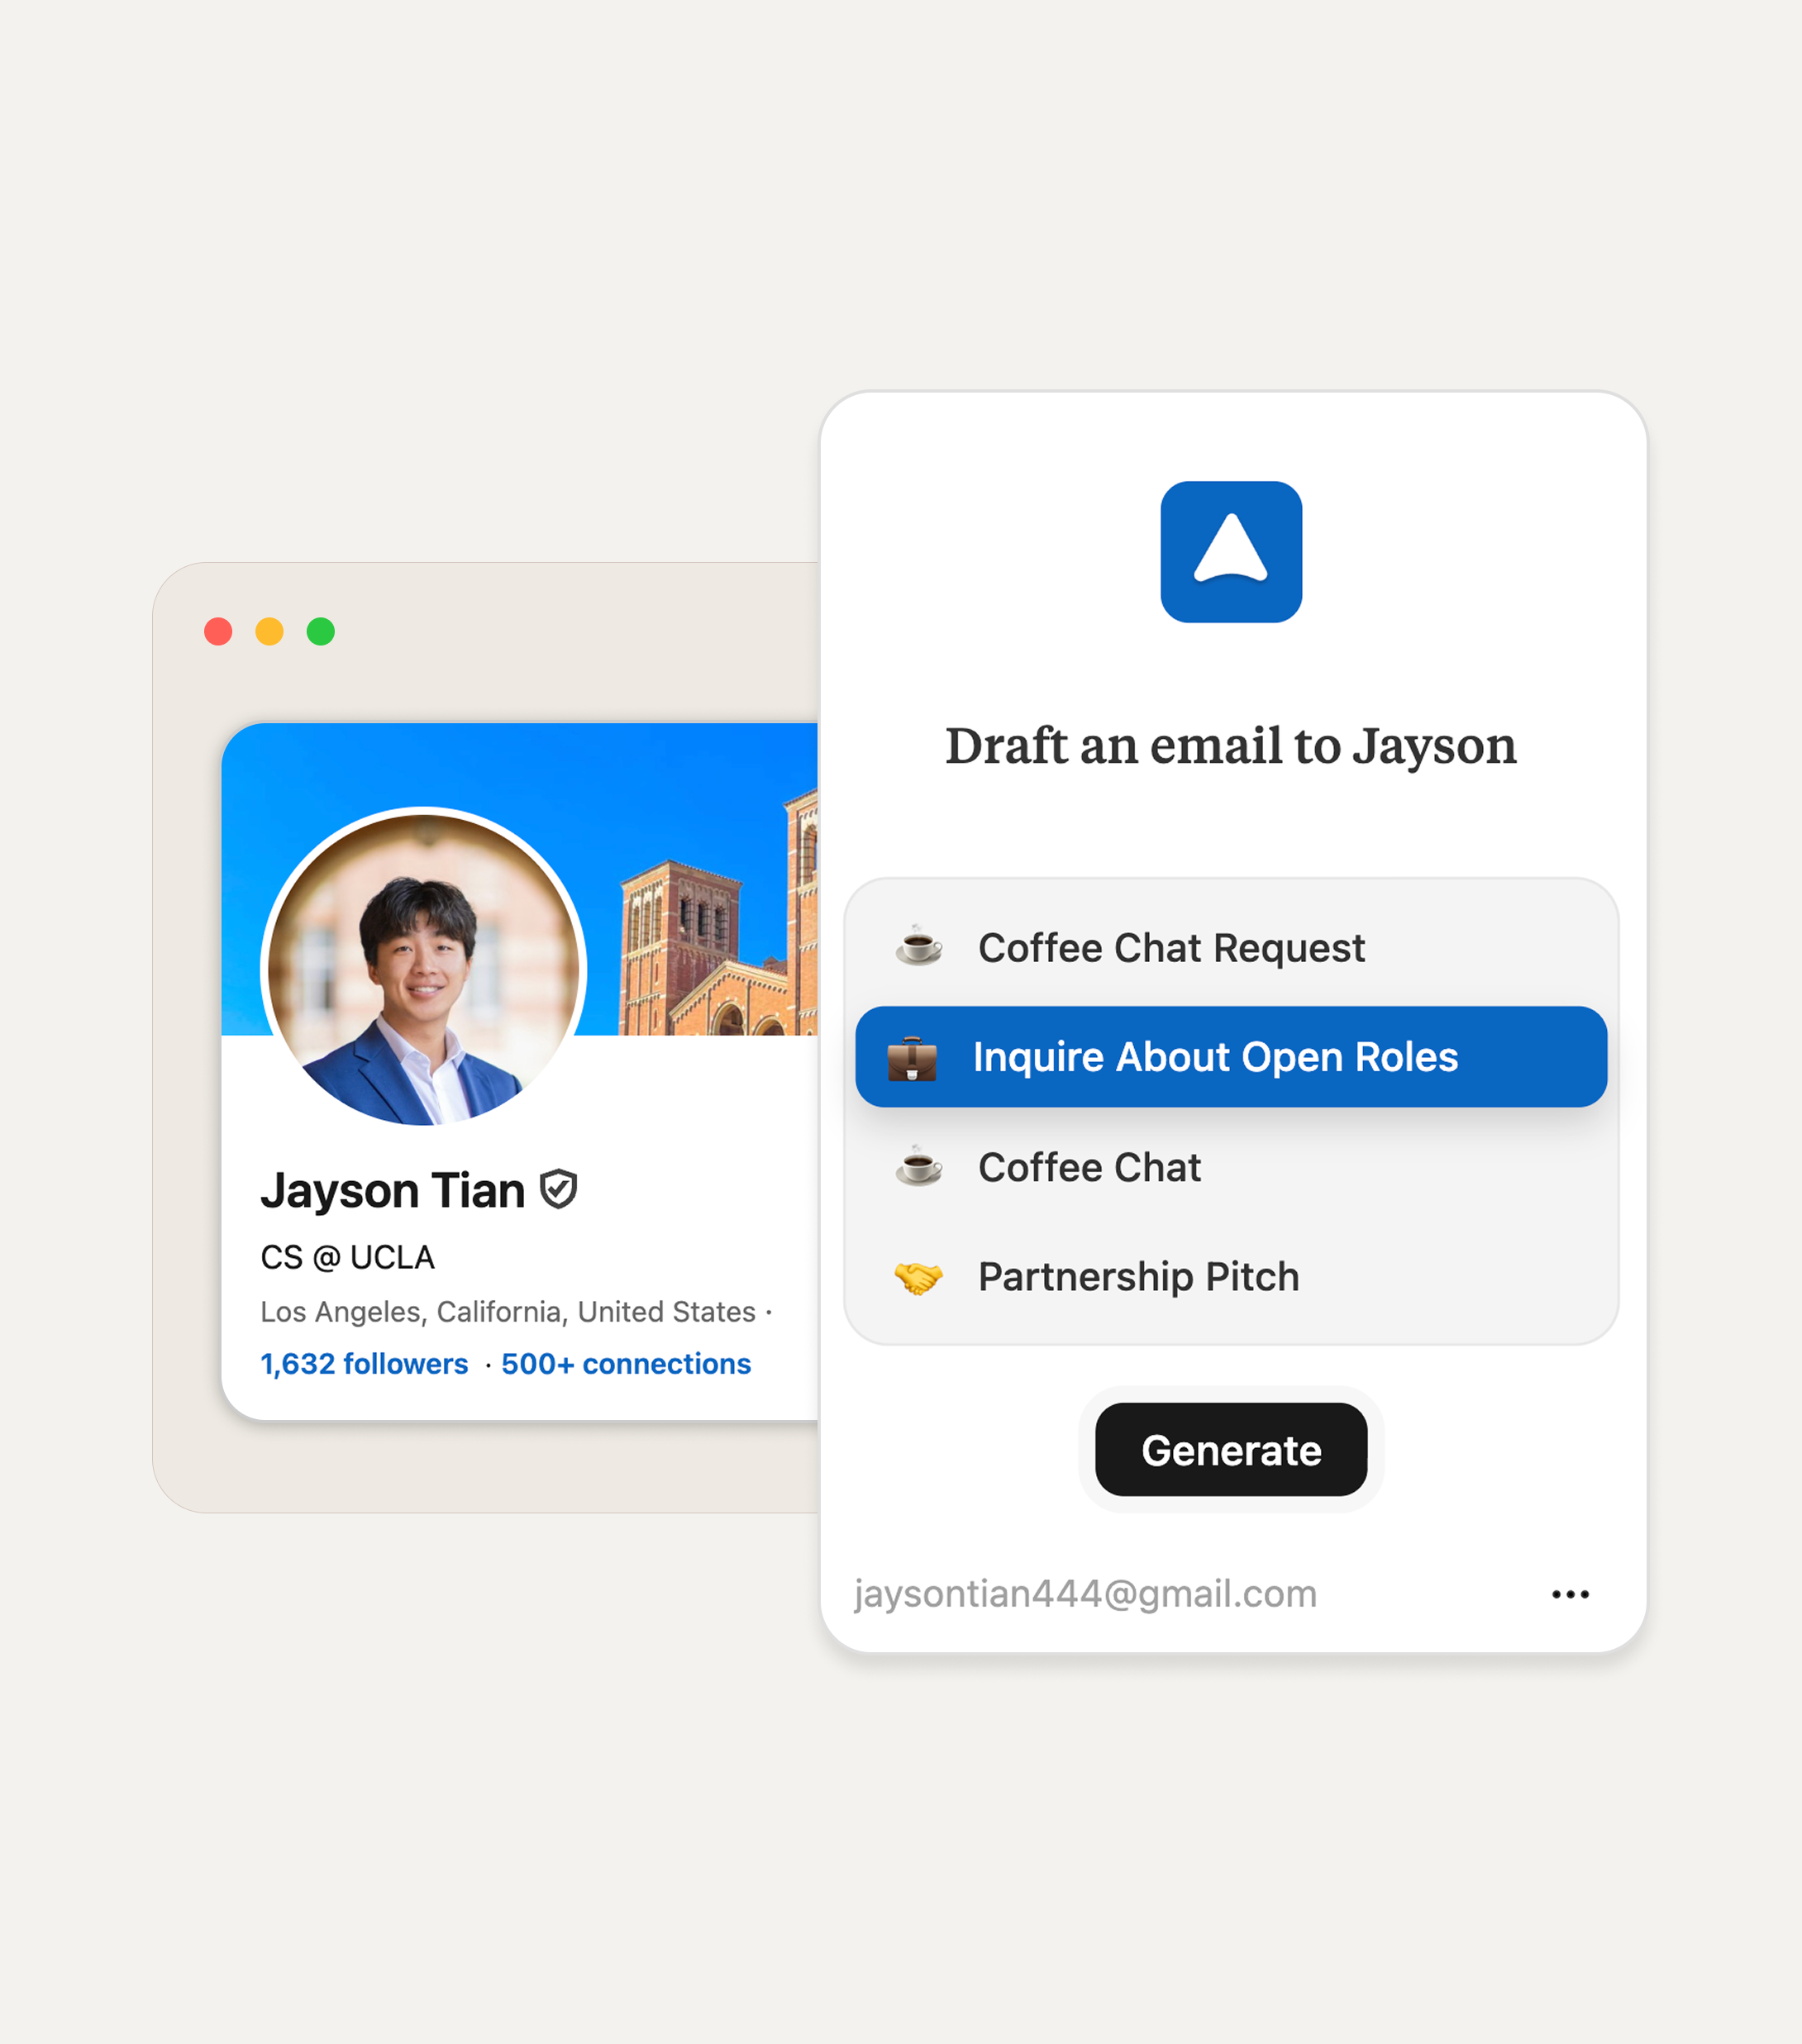 Jayson Tian
CS @ UCLA
Los Angeles, California, United States ·
1,632 followers · 500+ connections
Draft an email to Jayson
Coffee Chat Request
Inquire About Open Roles
Coffee Chat
Partnership Pitch
Generate
jaysontian444@gmail.com